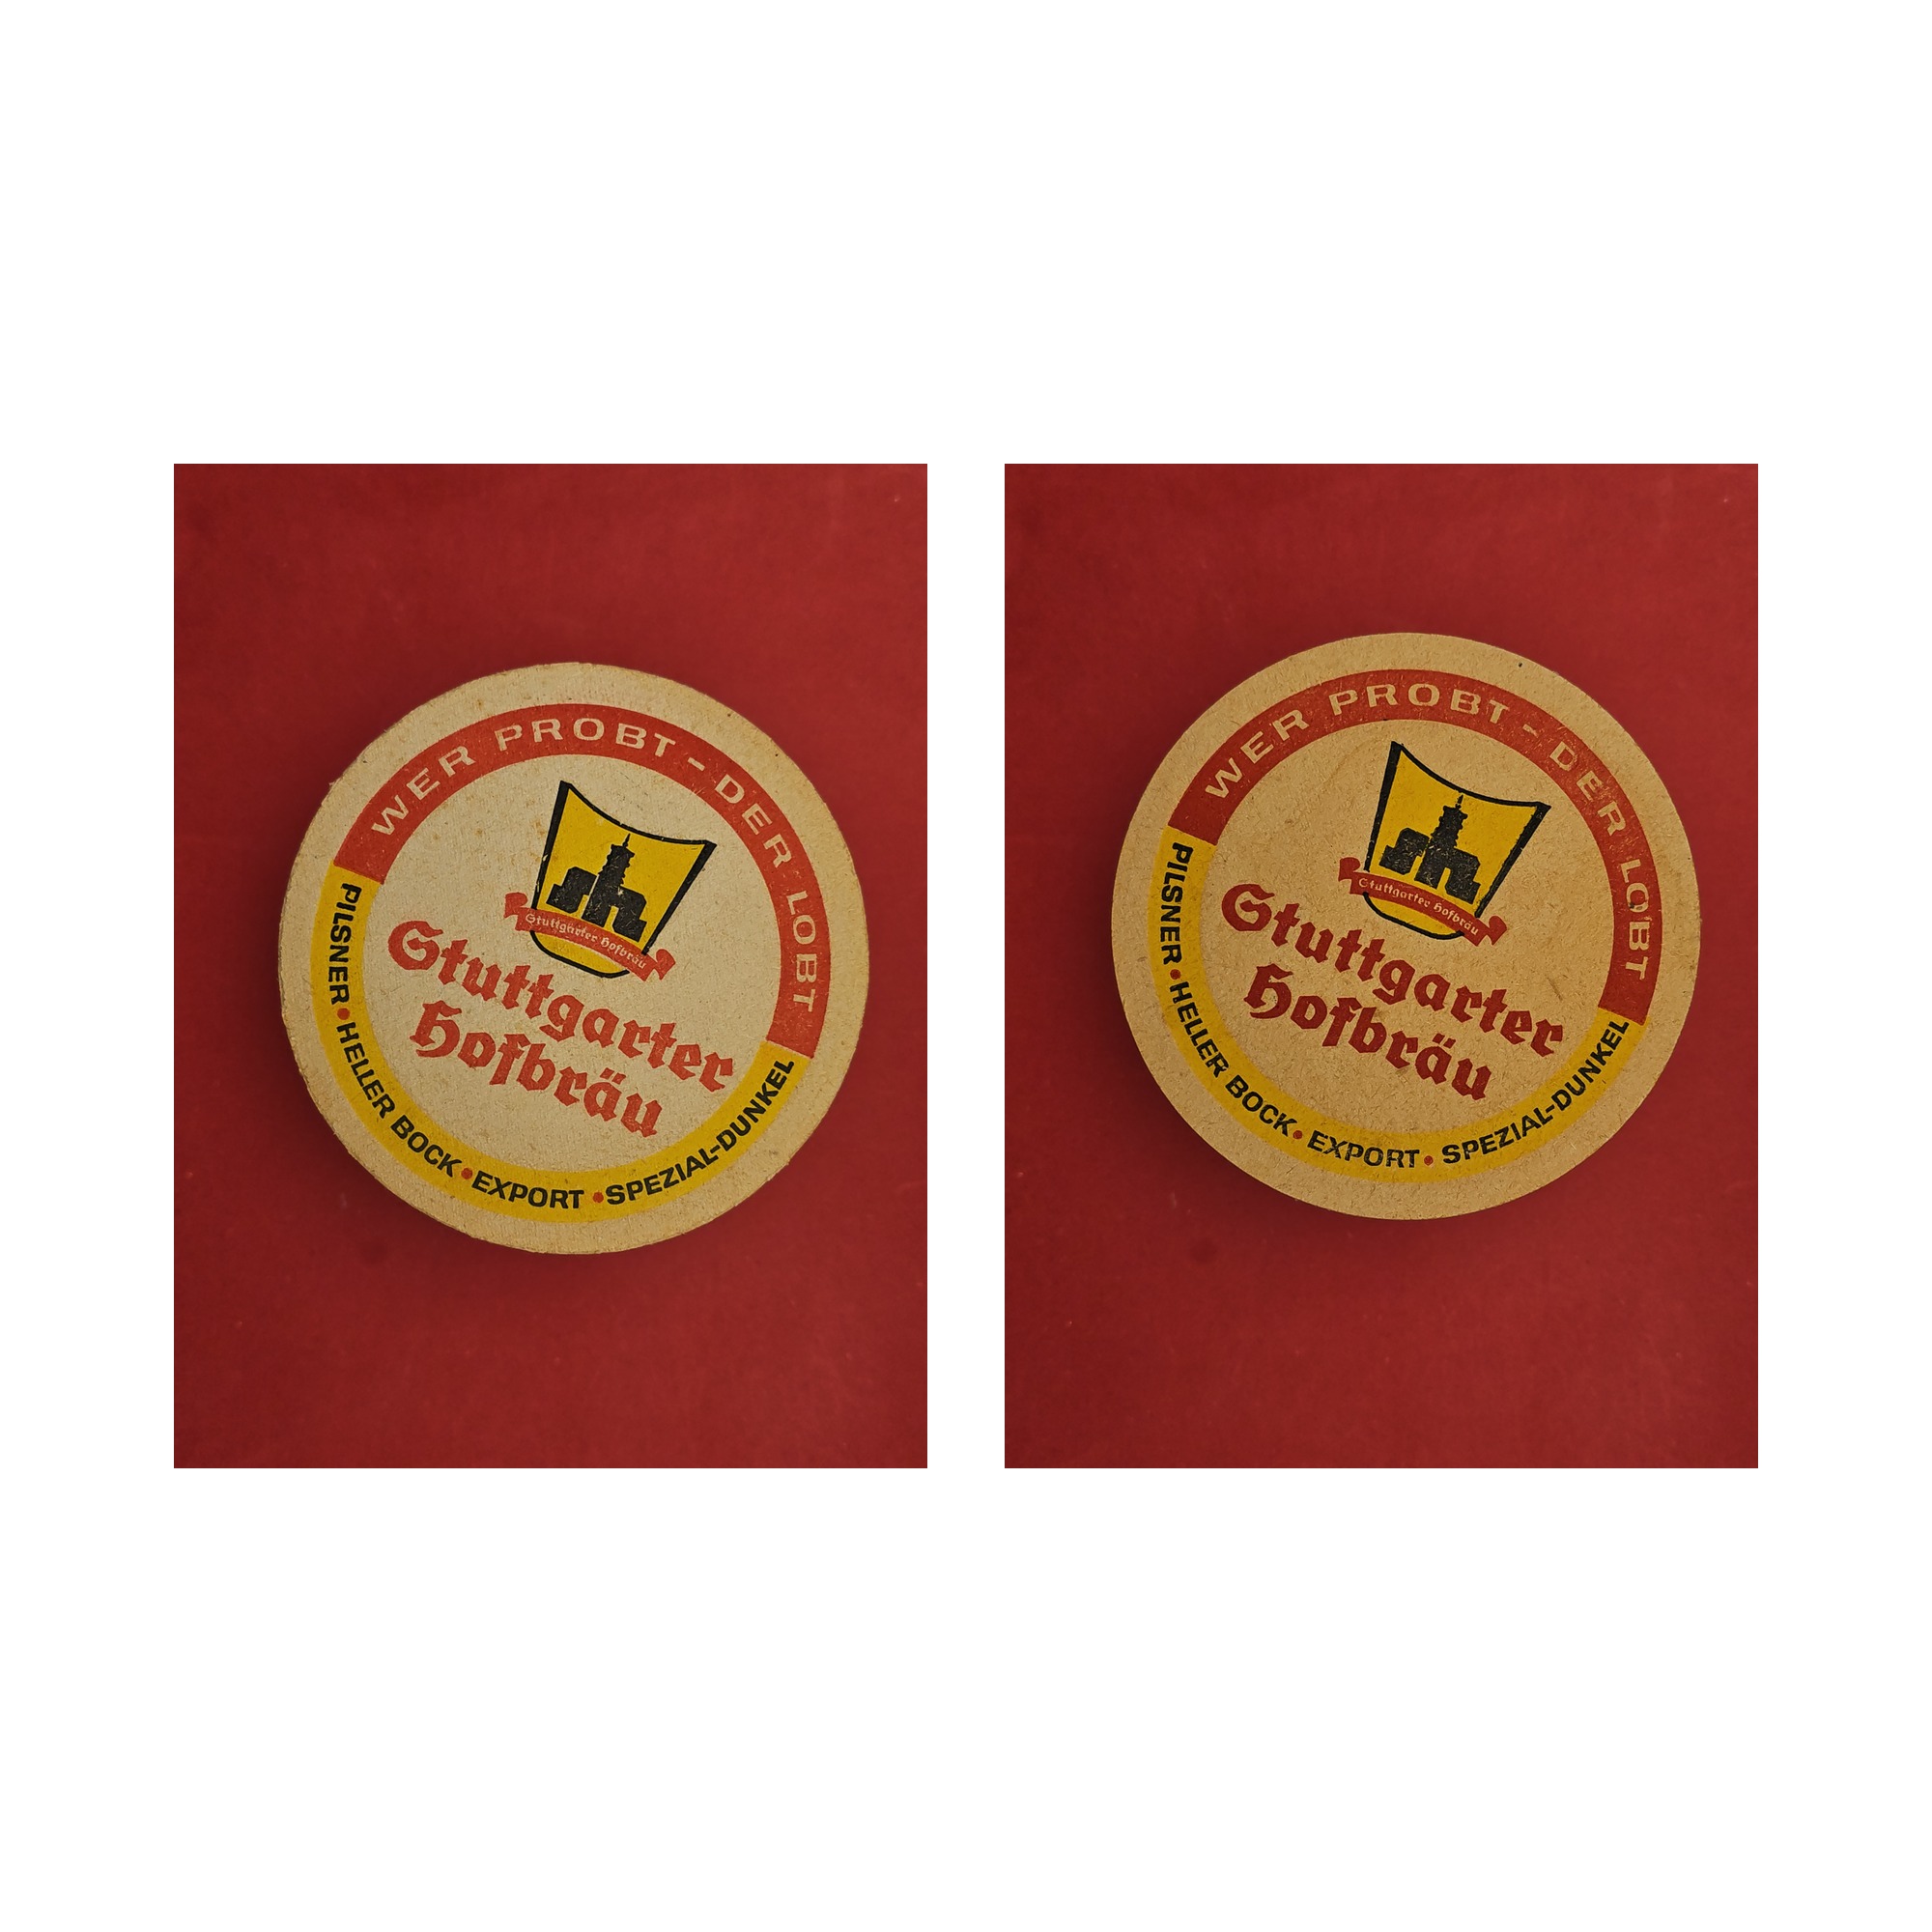 WER PROBT - DER LOBT
Stuttgarter Hofbräu
Stuttgarter
Hofbräu
PILSNER • HELLER BOCK • EXPORT • SPEZIAL-DUNKEL
WER PROBT - DER LOBT
Stuttgarter Hofbräu
Stuttgarter
Hofbräu
PILSNER • HELLER BOCK • EXPORT • SPEZIAL-DUNKEL